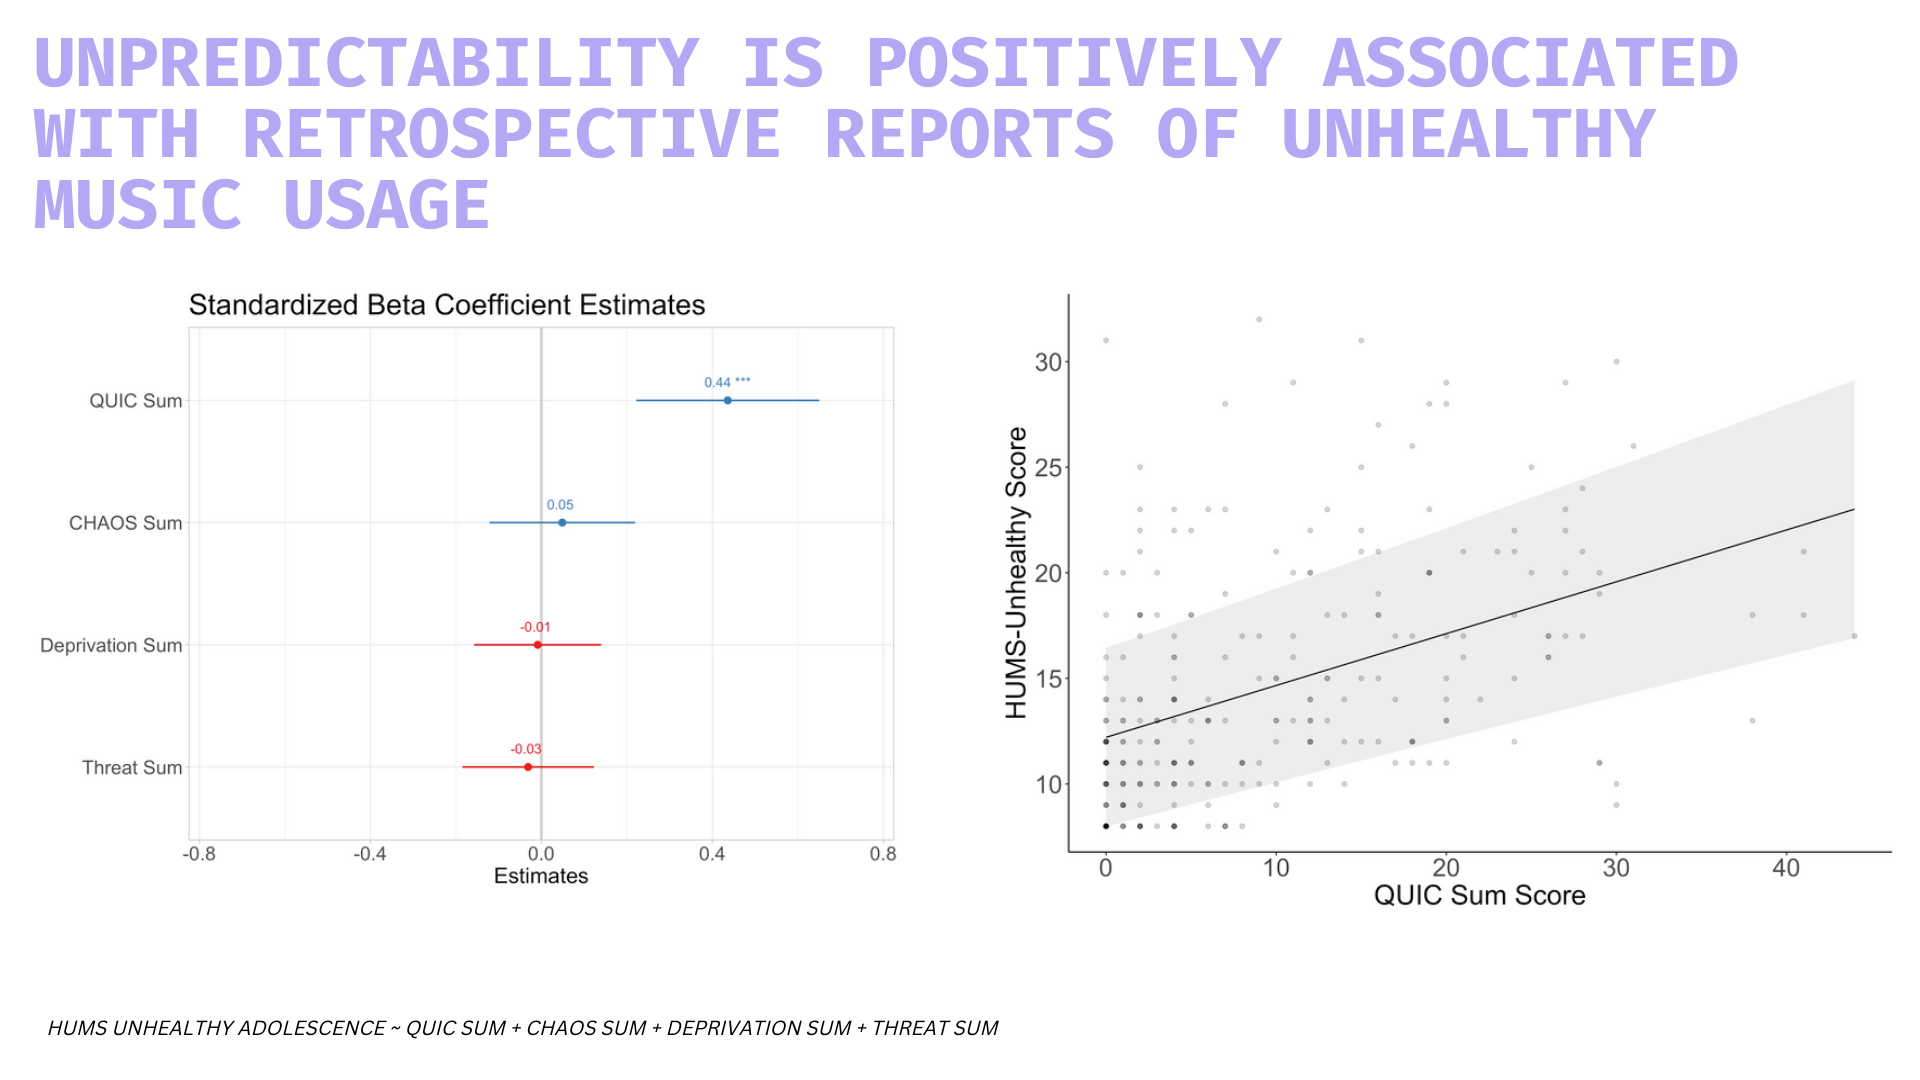 UNPREDICTABILITY IS POSITIVELY ASSOCIATED
WITH RETROSPECTIVE REPORTS OF UNHEALTHY
MUSIC USAGE
Standardized Beta Coefficient Estimates
QUIC Sum
0.44 ***
CHAOS Sum
0.05
Deprivation Sum
-0.01
Threat Sum
-0.03
-0.8 -0.4 0.0 0.4 0.8
Estimates
HUMS-Unhealthy Score
30
25
20
15
10
0 10 20 30 40
QUIC Sum Score
HUMS UNHEALTHY ADOLESCENCE ~ QUIC SUM + CHAOS SUM + DEPRIVATION SUM + THREAT SUM